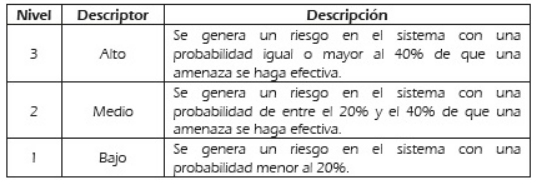 Nivel Descriptor Descripción
3 Alto Se genera un riesgo en el sistema con una
probabilidad igual o mayor al 40% de que una
amenaza se haga efectiva.
2 Medio Se genera un riesgo en el sistema con una
probabilidad de entre el 20% y el 40% de que una
amenaza se haga efectiva.
1 Bajo Se genera un riesgo en el sistema con una
probabilidad menor al 20%.